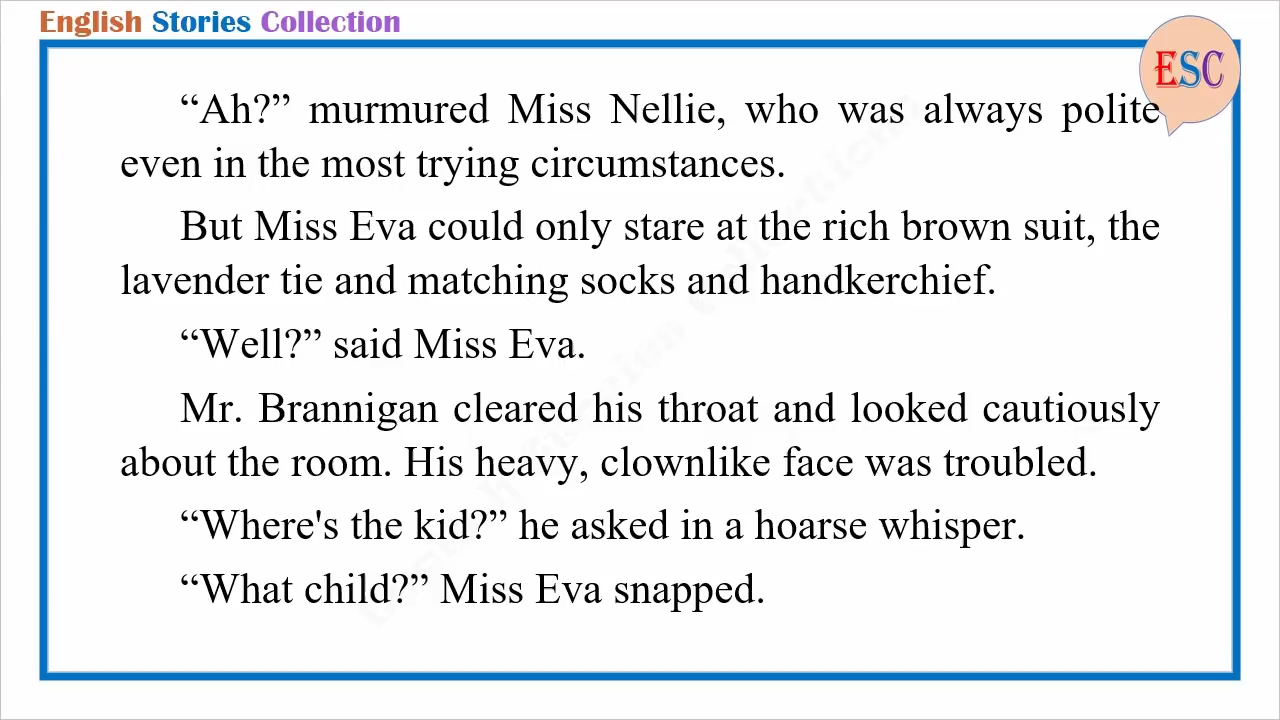 English Stories Collection
ESC
“Ah?” murmured Miss Nellie, who was always polite
even in the most trying circumstances.
But Miss Eva could only stare at the rich brown suit, the
lavender tie and matching socks and handkerchief.
“Well?” said Miss Eva.
Mr. Brannigan cleared his throat and looked cautiously
about the room. His heavy, clownlike face was troubled.
“Where's the kid?” he asked in a hoarse whisper.
“What child?” Miss Eva snapped.